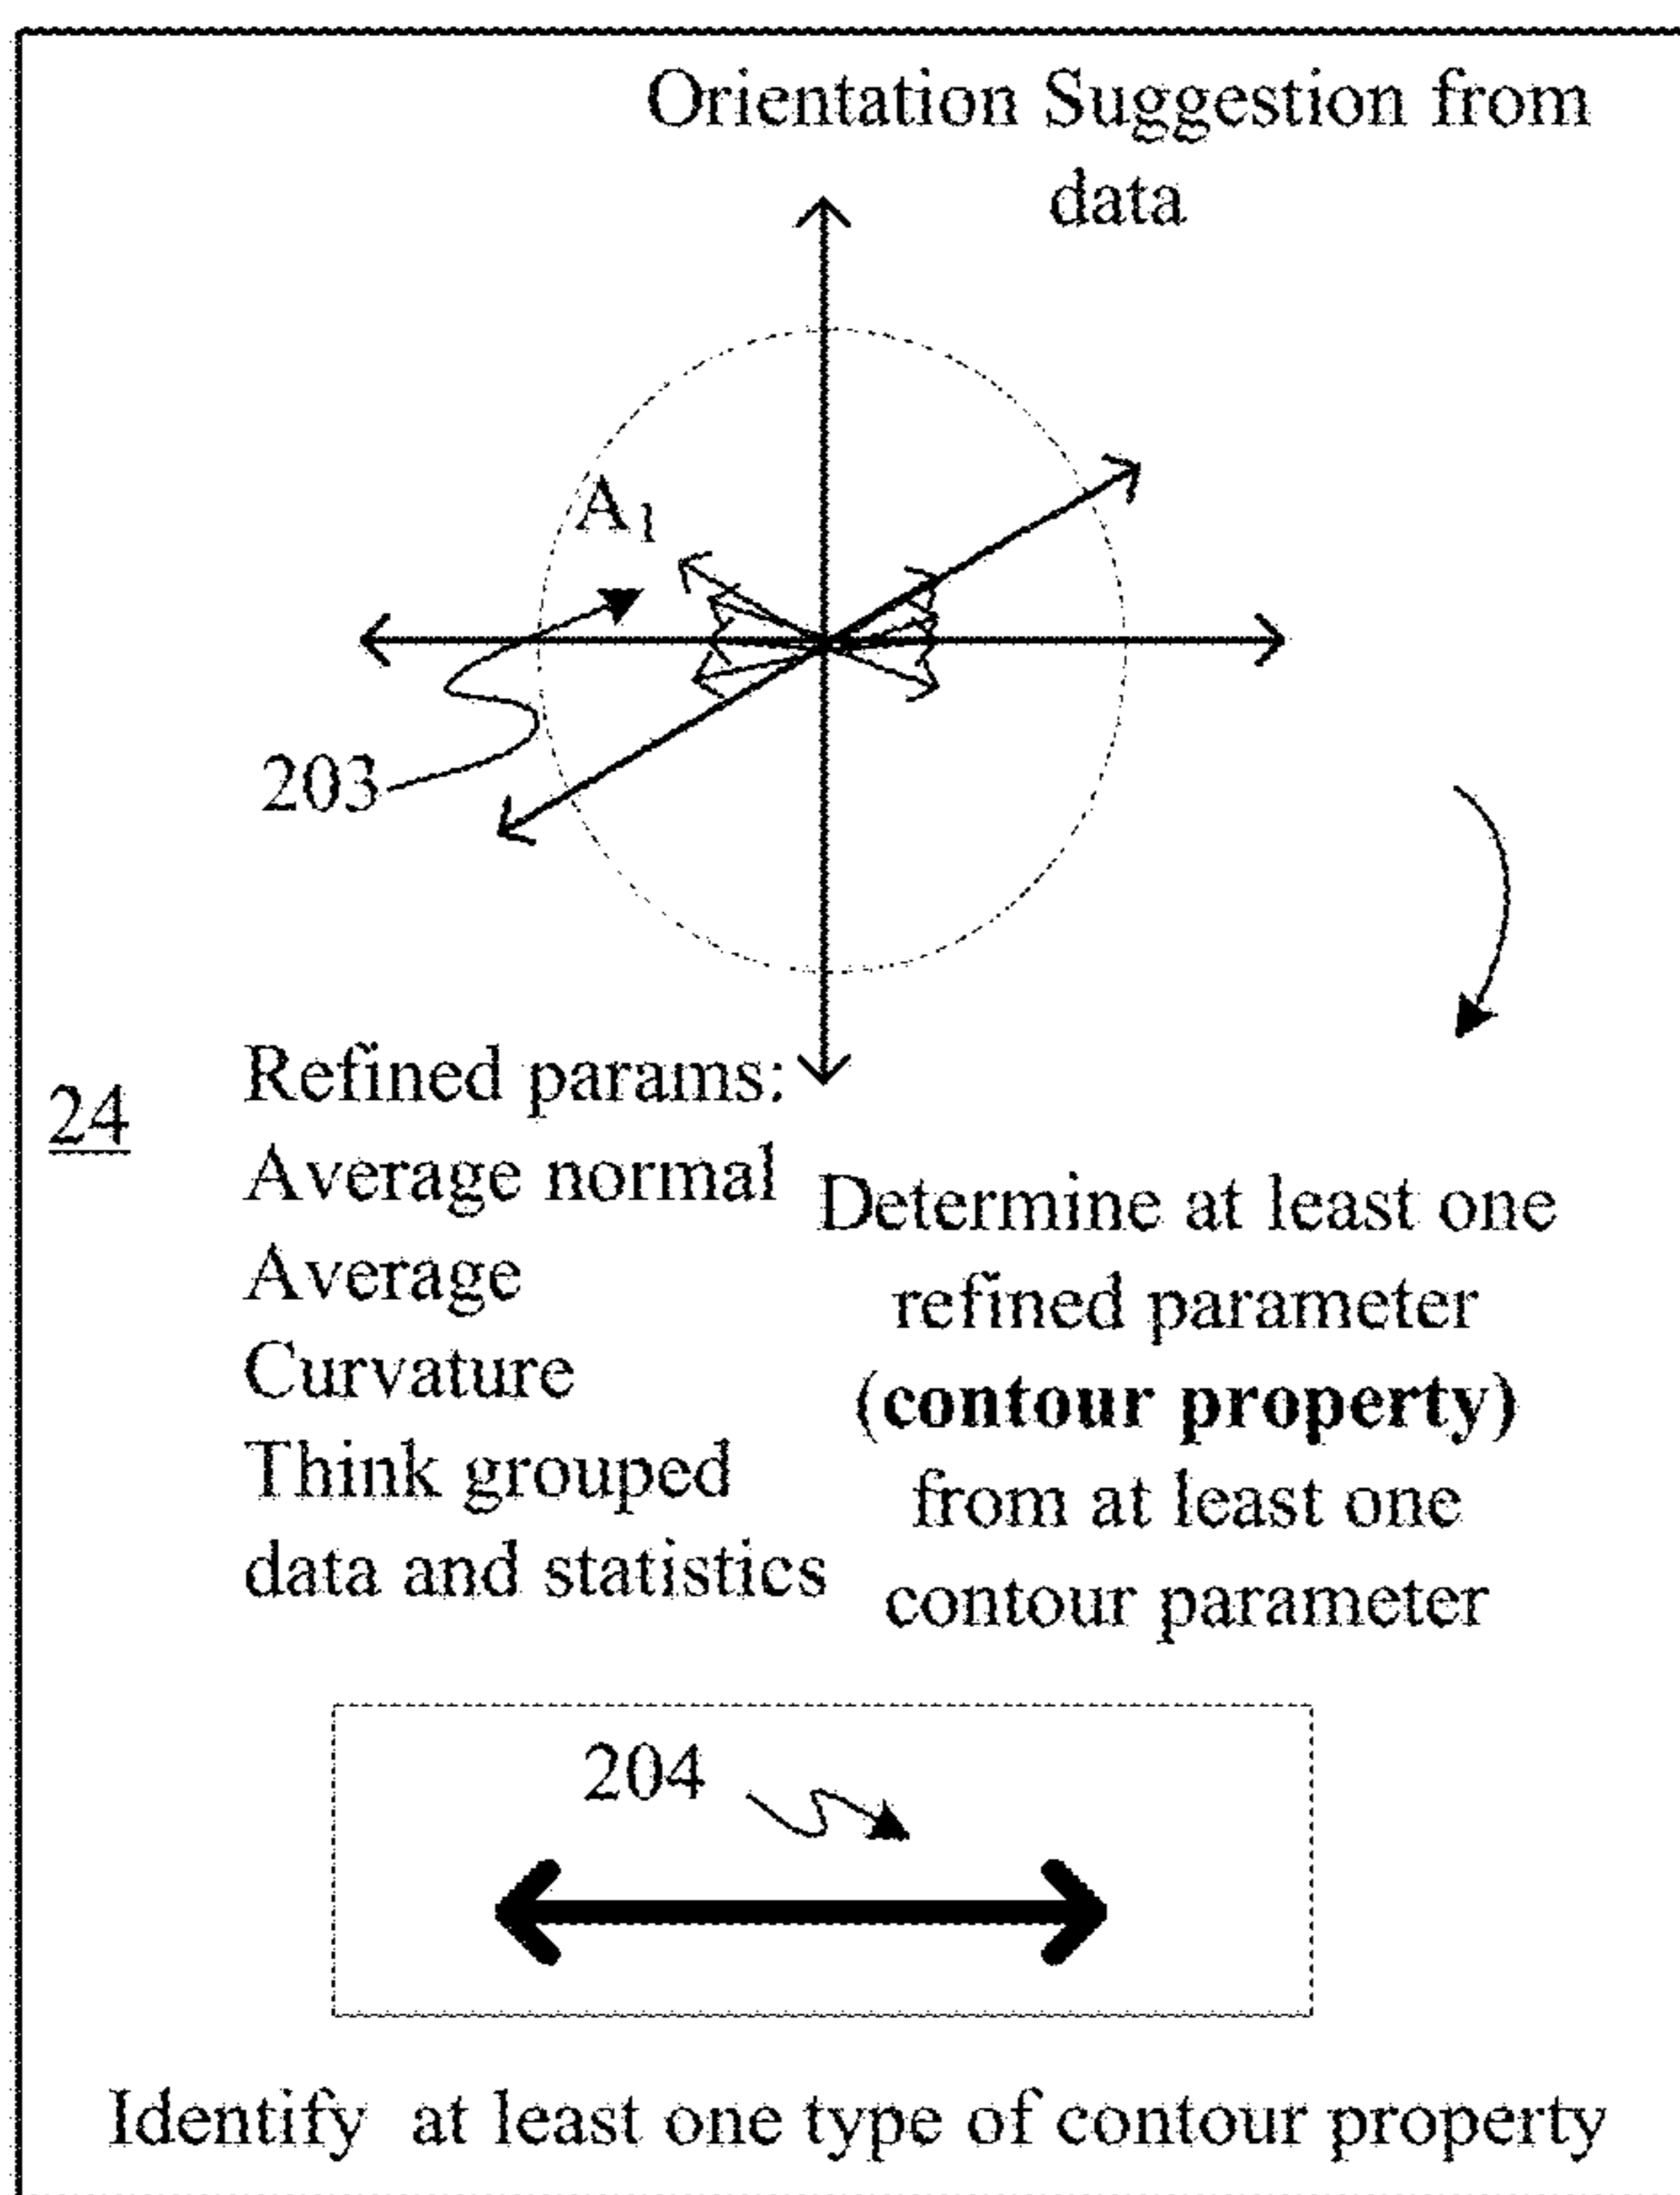 Orientation Suggestion from
data
A1
203
24
Refined params:
Average normal
Average
Curvature
Think grouped
data and statistics
Determine at least one
refined parameter
(contour property)
from at least one
contour parameter
204
Identify at least one type of contour property